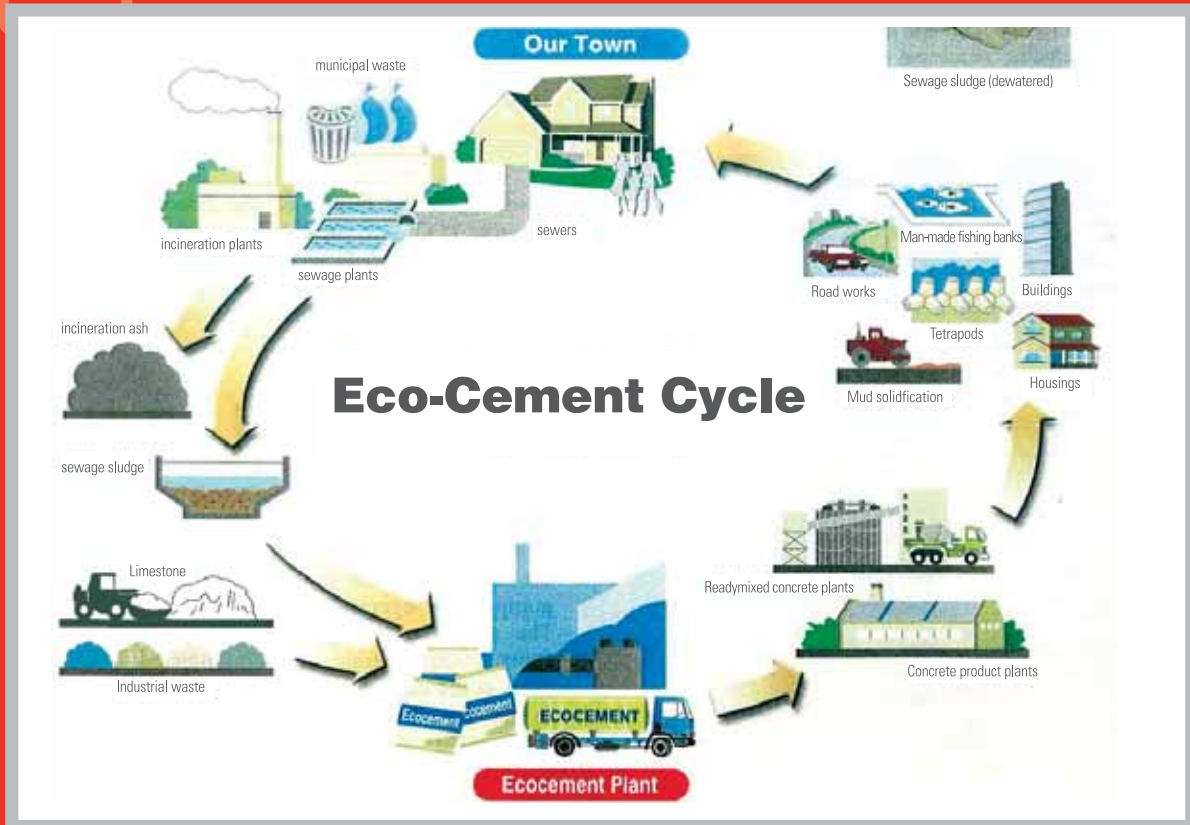 Our Town
municipal waste
Sewage sludge (dewatered)
incineration plants
sewage plants
sewers
Man-made fishing banks
Road works
Buildings
Tetrapods
Housings
Mud solidfication
incineration ash
Eco-Cement Cycle
sewage sludge
Limestone
Industrial waste
Readymixed concrete plants
Concrete product plants
Ecocement
Ecocement
ECOCEMENT
Ecocement Plant